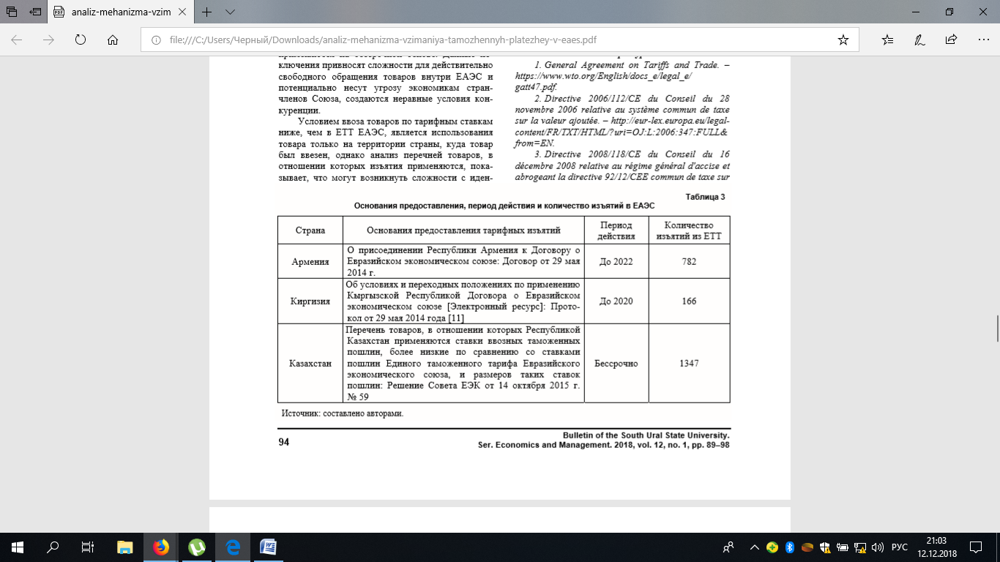 analiz-mehanizma-vzim
file:///C:/Users/Черный/Downloads/analiz-mehanizma-vzimaniya-tamozhennyh-platezhey-v-eaes.pdf
ключения привносят сложности для действительно
свободного обращения товаров внутри ЕАЭС и
потенциально несут угрозу экономикам стран-
членов Союза, создаются неравные условия кон-
куренции.
Условием ввоза товаров по тарифным ставкам
ниже, чем в ЕТТ ЕАЭС, является использования
товара только на территории страны, куда товар
был ввезен, однако анализ перечней товаров, в
отношении которых изъятия применяются, пока-
зывает, что могут возникнуть сложности с иден-
1. General Agreement on Tariffs and Trade. –
https://www.wto.org/English/docs_e/legal_e/
gatt47.pdf.
2. Directive 2006/112/CE du Conseil du 28
novembre 2006 relative au système commun de taxe
sur la valeur ajoutée. – http://eur-lex.europa.eu/legal-
content/FR/TXT/HTML/?uri=OJ:L:2006:347:FULL&
from=EN.
3. Directive 2008/118/CE du Conseil du 16
décembre 2008 relative au régime général d'accise et
abrogeant la directive 92/12/CEE commun de taxe sur
Таблица 3
Основания предоставления, период действия и количество изъятий в ЕАЭС
Страна
Основания предоставления тарифных изъятий
Период
действия
Количество
изъятий из ЕТТ
Армения
О присоединении Республики Армения к Договору о
Евразийском экономическом союзе: Договор от 29 мая
2014 г.
До 2022
782
Киргизия
Об условиях и переходных положениях по применению
Кыргызской Республикой Договора о Евразийском
экономическом союзе [Электронный ресурс]: Прото-
кол от 29 мая 2014 года [11]
До 2020
166
Казахстан
Перечень товаров, в отношении которых Республикой
Казахстан применяются ставки ввозных таможенных
пошлин, более низкие по сравнению со ставками
пошлин Единого таможенного тарифа Евразийского
экономического союза, и размеров таких ставок
пошлин: Решение Совета ЕЭК от 14 октября 2015 г.
№ 59
Бессрочно
1347
Источник: составлено авторами.
94
Bulletin of the South Ural State University.
Ser. Economics and Management. 2018, vol. 12, no. 1, pp. 89–98
РУС
21:03
12.12.2018